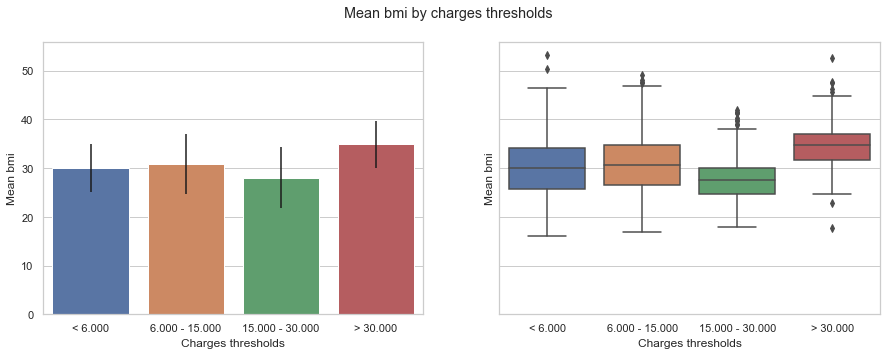 Mean bmi by charges thresholds
Mean bmi
50
40
30
20
10
0
< 6.000
6.000 - 15.000
15.000 - 30.000
> 30.000
Charges thresholds
Mean bmi
< 6.000
6.000 - 15.000
15.000 - 30.000
> 30.000
Charges thresholds